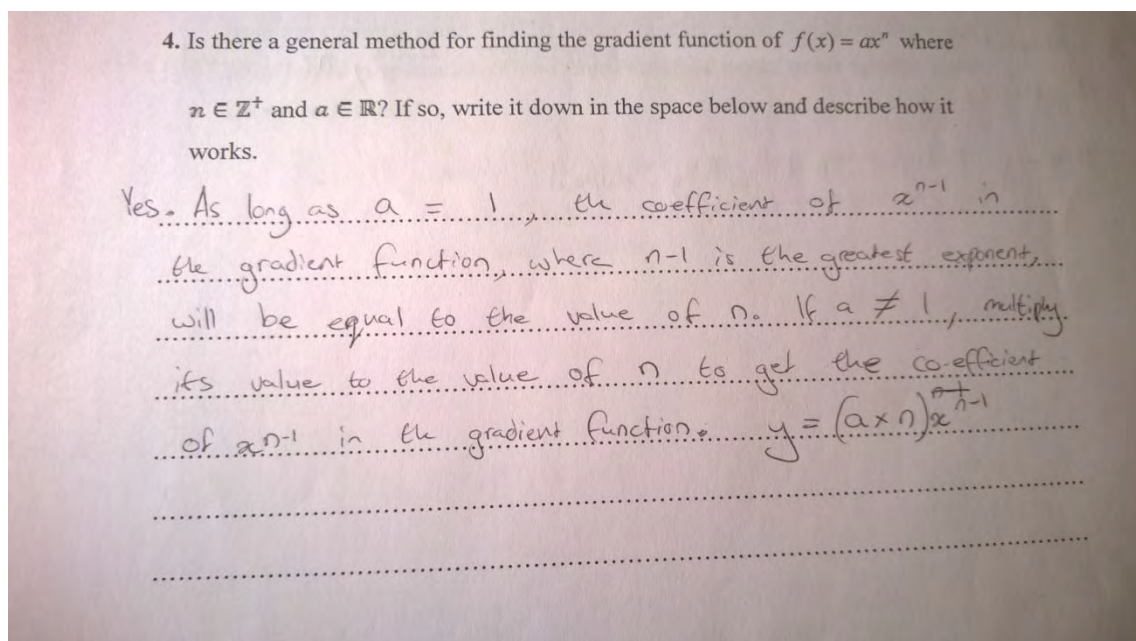 4. Is there a general method for finding the gradient function of f(x) = axⁿ where
n ∈ ℤ⁺ and a ∈ ℝ? If so, write it down in the space below and describe how it
works.
Yes. As long as a = 1, the coefficient of xⁿ⁻¹ in
the gradient function, where n-1 is the greatest exponent,
will be equal to the value of n. If a ≠ 1, multiply
its value to the value of n to get the co-efficient
of xⁿ⁻¹ in the gradient function. y = (a×n)xⁿ⁻¹